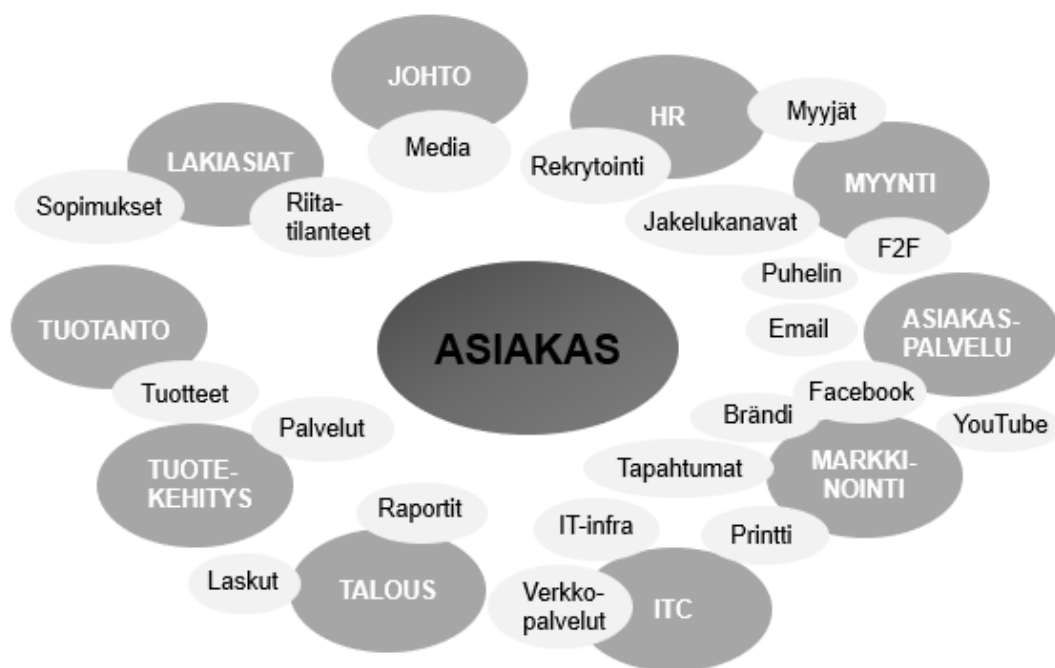 JOHTO
Media
HR
Rekrytointi
Myyjät
MYYNTI
Jakelukanavat
F2F
LAKIASIAT
Sopimukset
Riita-
tilanteet
Puhelin
Email
ASIAKAS-
PALVELU
ASIAKAS
TUOTANTO
Tuotteet
Palvelut
Facebook
Brändi
YouTube
TUOTE-
KEHITYS
Tapahtumat
MARKKI-
NOINTI
Raportit
IT-infra
Printti
Laskut
TALOUS
Verkko-
palvelut
ITC